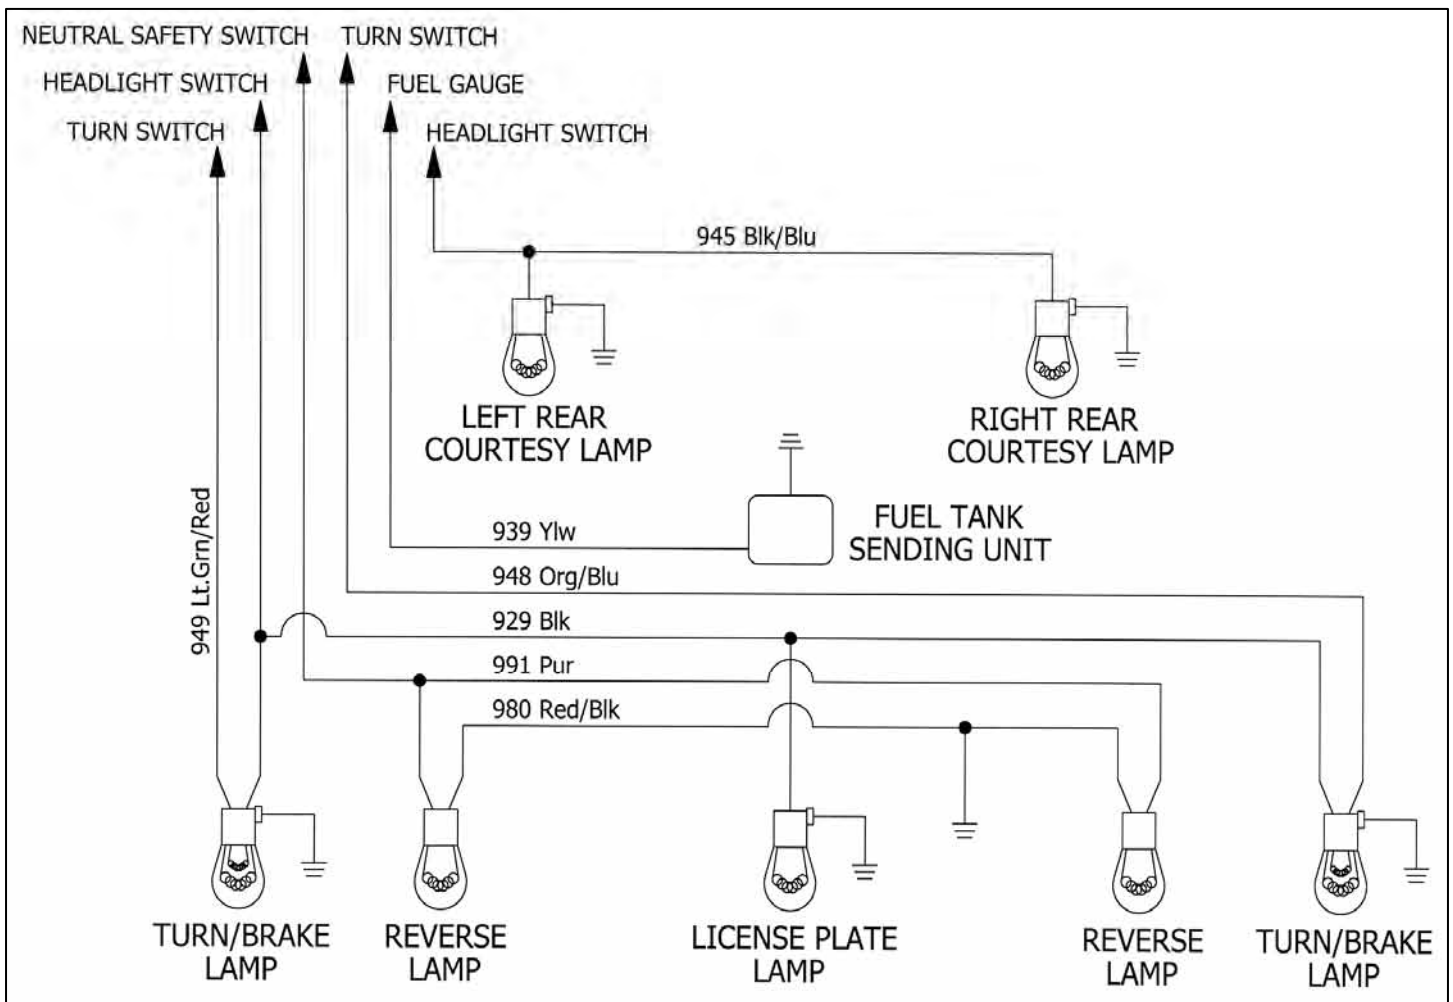 NEUTRAL SAFETY SWITCH
TURN SWITCH
HEADLIGHT SWITCH
FUEL GAUGE
TURN SWITCH
HEADLIGHT SWITCH
945 Blk/Blu
LEFT REAR
COURTESY LAMP
RIGHT REAR
COURTESY LAMP
949 Lt.Grn/Red
939 Ylw
FUEL TANK
SENDING UNIT
948 Org/Blu
929 Blk
991 Pur
980 Red/Blk
TURN/BRAKE
LAMP
REVERSE
LAMP
LICENSE PLATE
LAMP
REVERSE
LAMP
TURN/BRAKE
LAMP